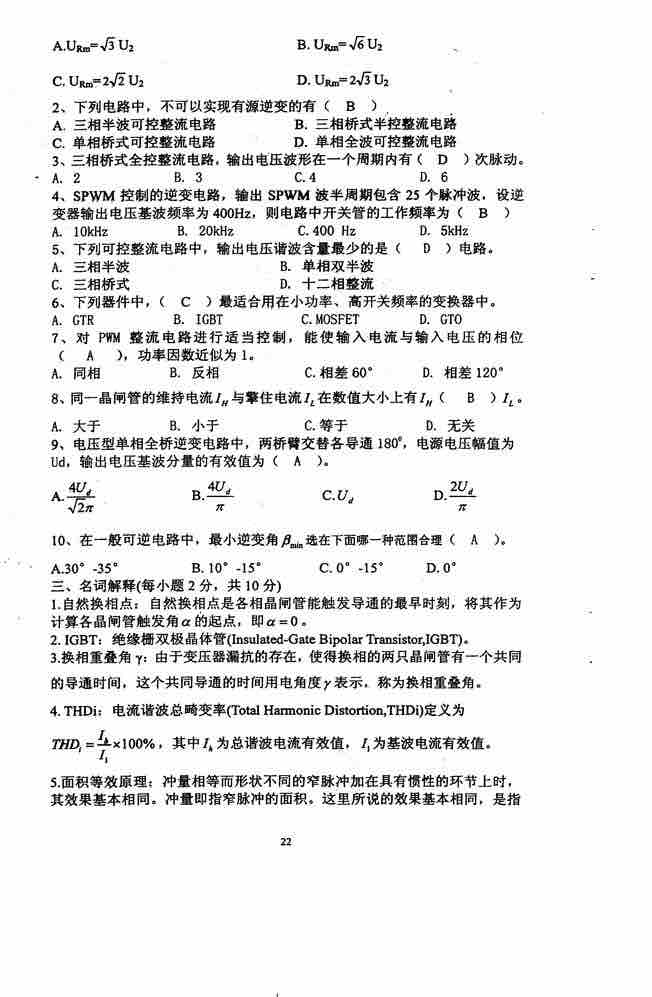 A.U_Rm=√3 U₂ B. U_Rm=√6 U₂
C. U_Rm=2√2 U₂ D. U_Rm=2√3 U₂
2、下列电路中，不可以实现有源逆变的有（ B ）.
A. 三相半波可控整流电路 B. 三相桥式半控整流电路
C. 单相桥式可控整流电路 D. 单相全波可控整流电路
3、三相桥式全控整流电路，输出电压波形在一个周期内有（ D ）次脉动。
A. 2 B. 3 C. 4 D. 6
4、SPWM 控制的逆变电路，输出 SPWM 波半周期包含 25 个脉冲波，设逆
变器输出电压基波频率为 400Hz，则电路中开关管的工作频率为（ B ）
A. 10kHz B. 20kHz C. 400 Hz D. 5kHz
5、下列可控整流电路中，输出电压谐波含量最少的是（ D ）电路。
A. 三相半波 B. 单相双半波
C. 三相桥式 D. 十二相整流
6、下列器件中，（ C ）最适合用在小功率、高开关频率的变换器中。
A. GTR B. IGBT C. MOSFET D. GTO
7、对 PWM 整流电路进行适当控制，能使输入电流与输入电压的相位
（ A ），功率因数近似为 1。
A. 同相 B. 反相 C. 相差 60° D. 相差 120°
8、同一晶闸管的维持电流 I_H 与擎住电流 I_L 在数值大小上有 I_H（ B ）I_L。
A. 大于 B. 小于 C. 等于 D. 无关
9、电压型单相全桥逆变电路中，两桥臂交替各导通 180⁰，电源电压幅值为
Ud，输出电压基波分量的有效值为（ A ）。
A. 4U_d/√2π B. 4U_d/π C. U_d D. 2U_d/π
10、在一般可逆电路中，最小逆变角 β_min 选在下面哪一种范围合理（ A ）。
A.30° -35° B. 10° -15° C. 0° -15° D. 0°
三、名词解释(每小题 2 分，共 10 分)
1.自然换相点：自然换相点是各相晶闸管能触发导通的最早时刻，将其作为
计算各晶闸管触发角 α 的起点，即 α=0。
2. IGBT：绝缘栅双极晶体管(Insulated-Gate Bipolar Transistor,IGBT)。
3.换相重叠角 γ：由于变压器漏抗的存在，使得换相的两只晶闸管有一个共同
的导通时间，这个共同导通的时间用电角度 γ 表示，称为换相重叠角。
4. THDi：电流谐波总畸变率(Total Harmonic Distortion,THDi)定义为
THD_i = I_h/I_1 ×100%，其中 I_h 为总谐波电流有效值，I_1 为基波电流有效值。
5.面积等效原理：冲量相等而形状不同的窄脉冲加在具有惯性的环节上时，
其效果基本相同。冲量即指窄脉冲的面积。这里所说的效果基本相同，是指
22